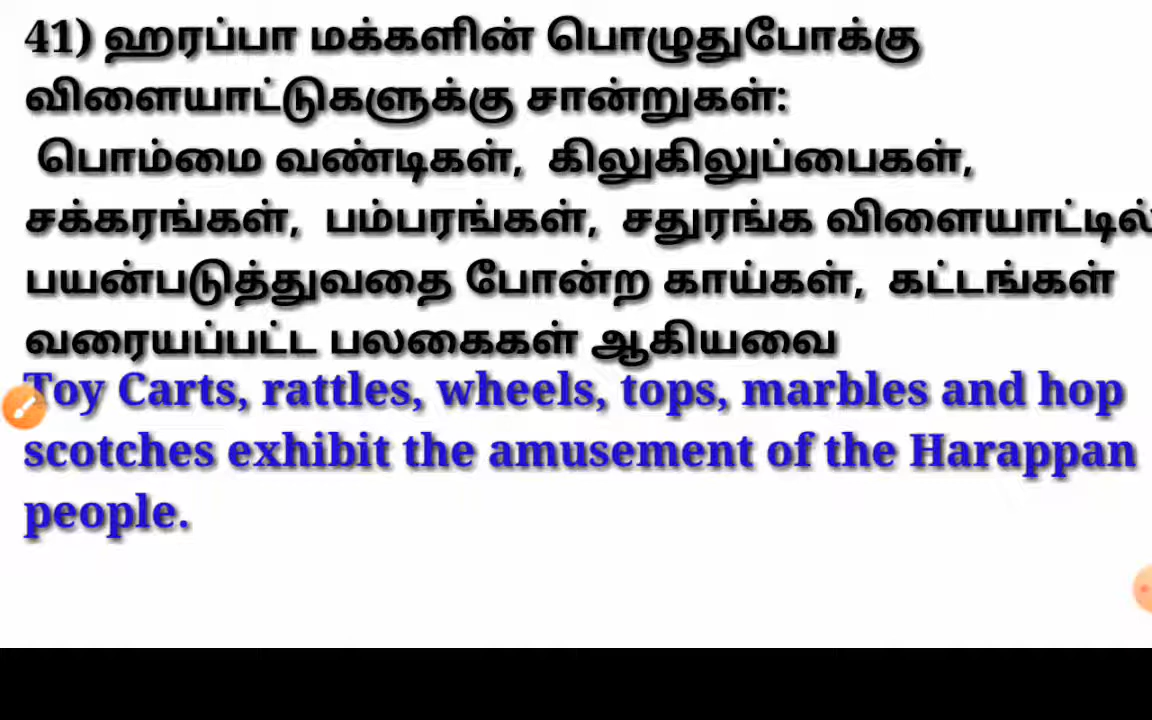 41) ஹரப்பா மக்களின் பொழுதுபோக்கு
விளையாட்டுகளுக்கு சான்றுகள்:
பொம்மை வண்டிகள், கிலுகிலுப்பைகள்,
சக்கரங்கள், பம்பரங்கள், சதுரங்க விளையாட்டில்
பயன்படுத்துவதை போன்ற காய்கள், கட்டங்கள்
வரையப்பட்ட பலகைகள் ஆகியவை
Toy Carts, rattles, wheels, tops, marbles and hop
scotches exhibit the amusement of the Harappan
people.